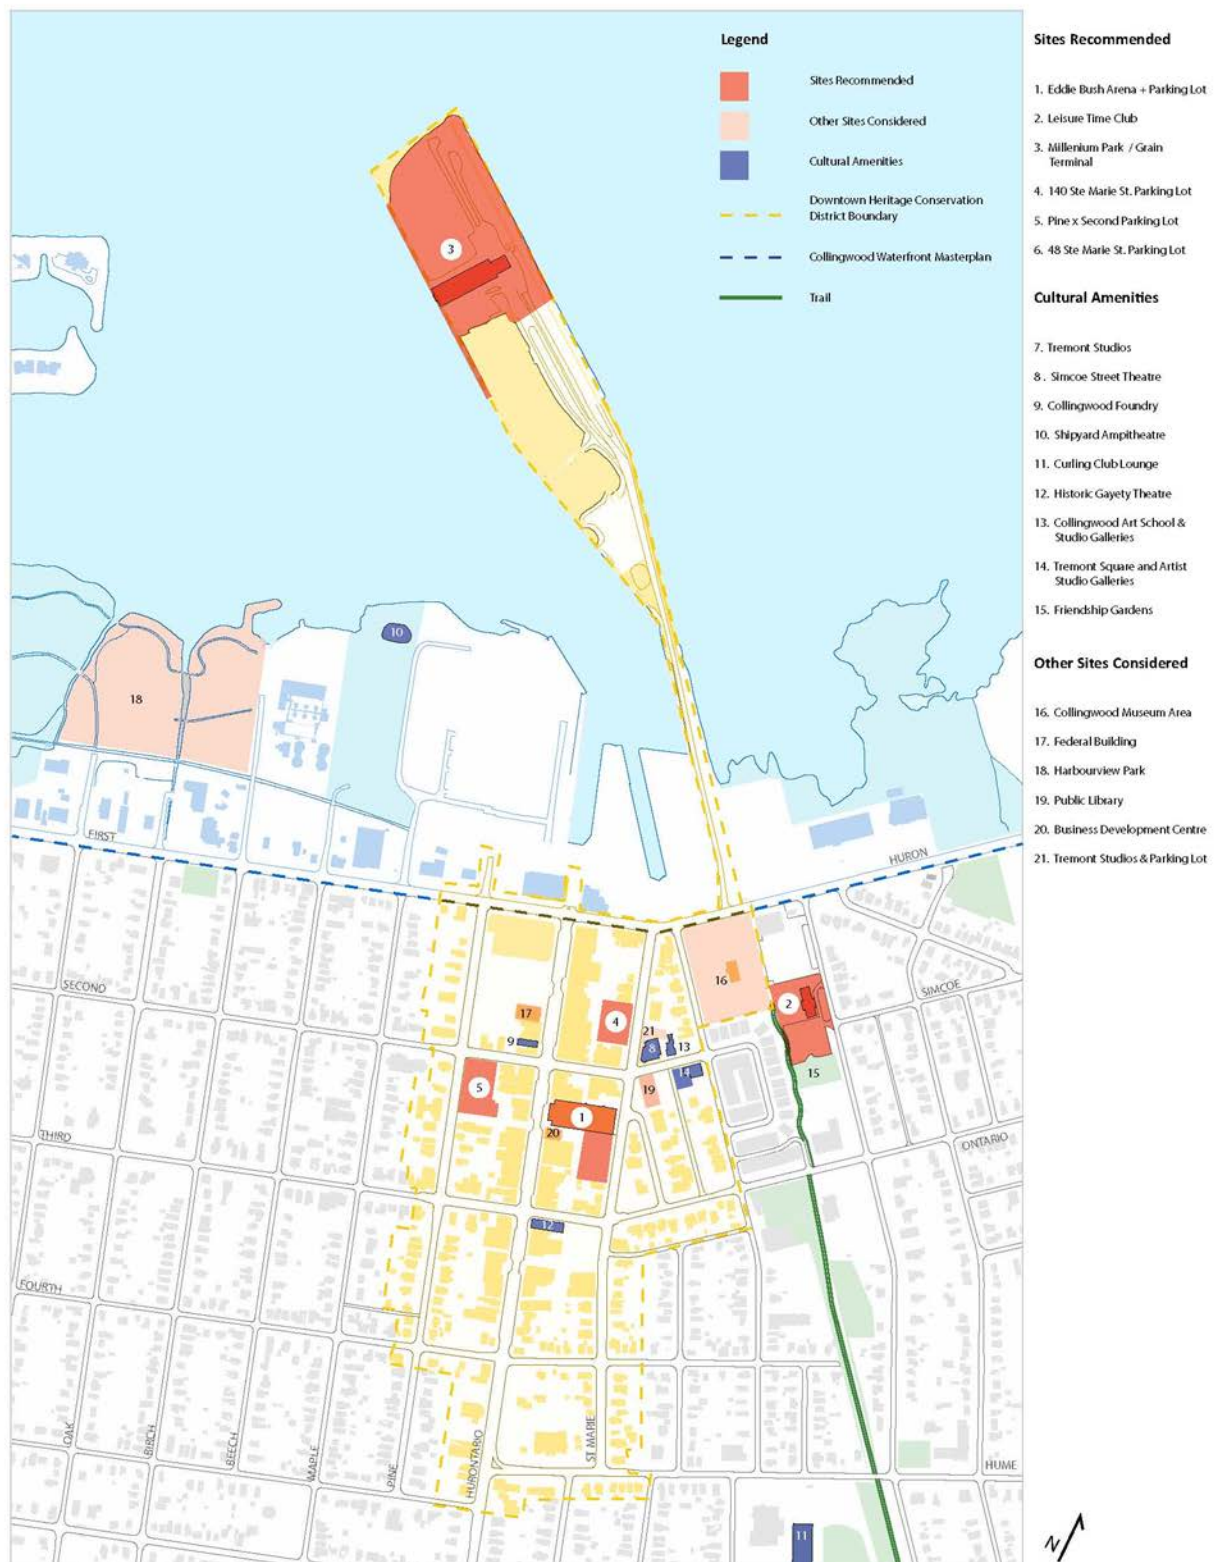 Legend
Sites Recommended
Other Sites Considered
Cultural Amenities
Downtown Heritage Conservation
District Boundary
Collingwood Waterfront Masterplan
Trail
Sites Recommended
1. Eddie Bush Arena + Parking Lot
2. Leisure Time Club
3. Millenium Park / Grain
Terminal
4. 140 Ste Marie St. Parking Lot
5. Pine x Second Parking Lot
6. 48 Ste Marie St. Parking Lot
Cultural Amenities
7. Tremont Studios
8 . Simcoe Street Theatre
9. Collingwood Foundry
10. Shipyard Ampitheatre
11. Curling Club Lounge
12. Historic Gayety Theatre
13. Collingwood Art School &
Studio Galleries
14. Tremont Square and Artist
Studio Galleries
15. Friendship Gardens
Other Sites Considered
16. Collingwood Museum Area
17. Federal Building
18. Harbourview Park
19. Public Library
20. Business Development Centre
21. Tremont Studios & Parking Lot
3
10
18
FIRST
HURON
SECOND
16
2
SIMCOE
17
4
21
9
8
13
14
15
5
19
1
20
THIRD
ONTARIO
12
FOURTH
OAK
BIRCH
BEECH
MAPLE
PINE
HURONTARIO
ST MARIE
HUME
11
N